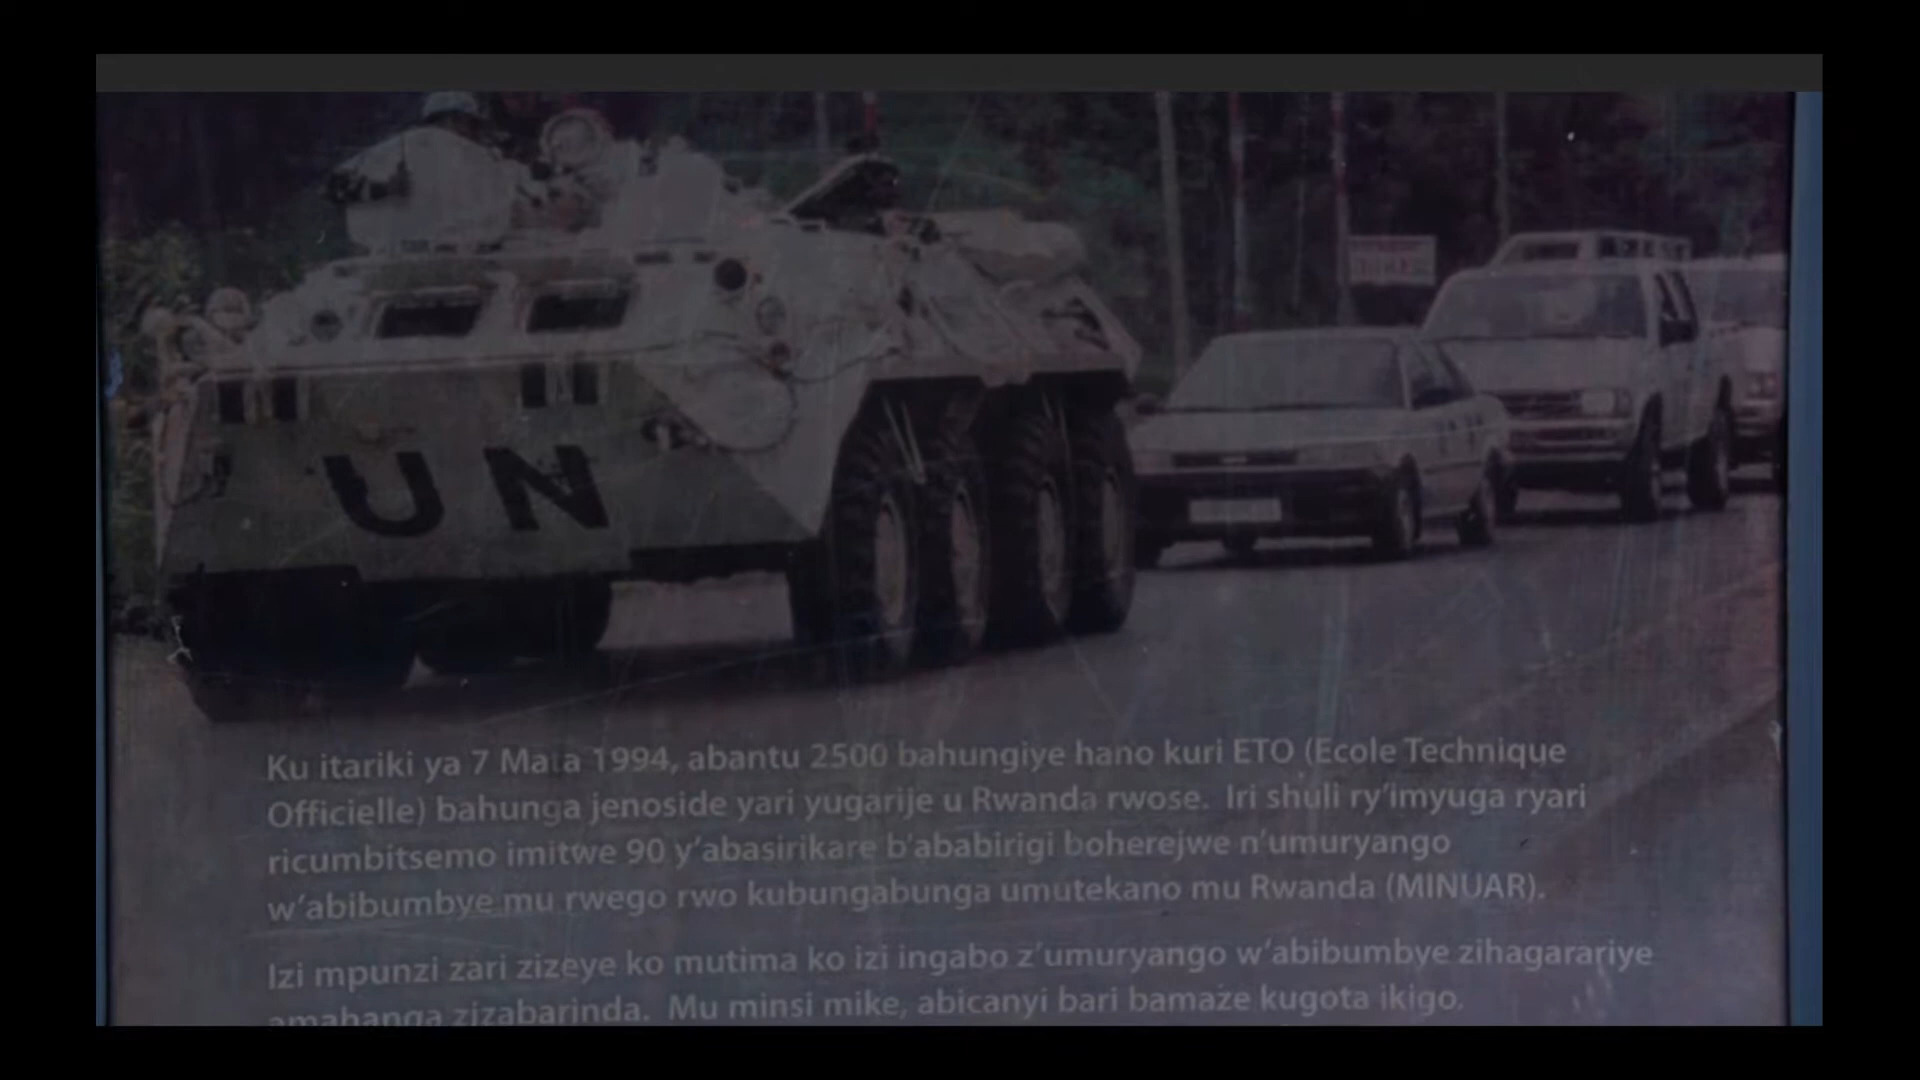 UN
Ku itariki ya 7 Mata 1994, abantu 2500 bahungiye hano kuri ETO (Ecole Technique
Officielle) bahunga jenoside yari yugarije u Rwanda rwose. Iri shuli ry'imyuga ryari
ricumbitsemo imitwe 90 y'abasirikare b'ababirigi boherejwe n'umuryango
w'abibumbye mu rwego rwo kubungabunga umutekano mu Rwanda (MINUAR).
Izi mpunzi zari zizeye ko mutima ko izi ingabo z'umuryango w'abibumbye zihagarariye
amahanga zizabarinda. Mu minsi mike, abicanyi bari bamaze kugota ikigo.